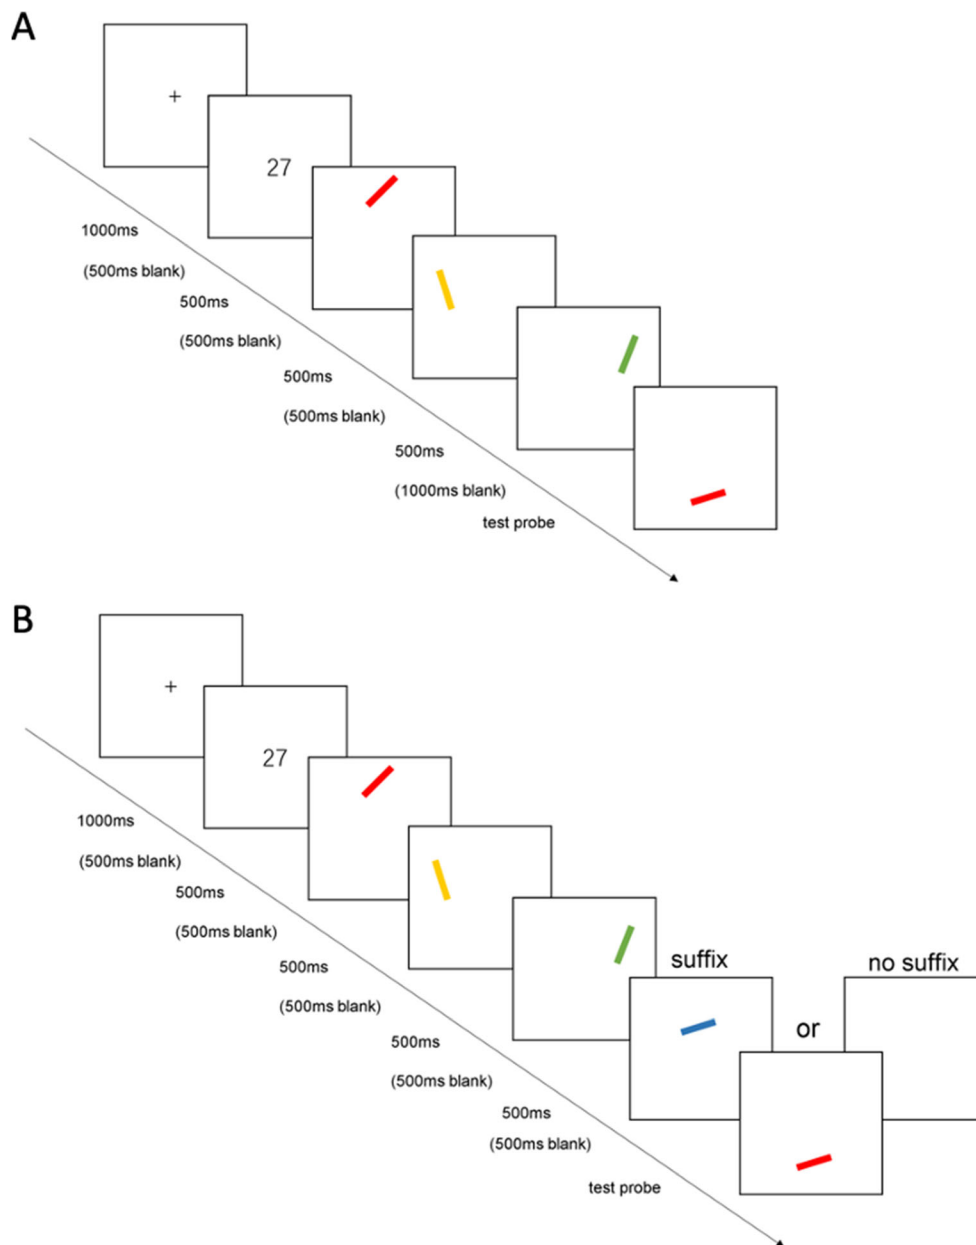 A
+
27
1000ms
(500ms blank)
500ms
(500ms blank)
500ms
(500ms blank)
500ms
(1000ms blank)
test probe
B
+
27
1000ms
(500ms blank)
500ms
(500ms blank)
500ms
(500ms blank)
500ms
(500ms blank)
500ms
(500ms blank)
test probe
suffix
or
no suffix